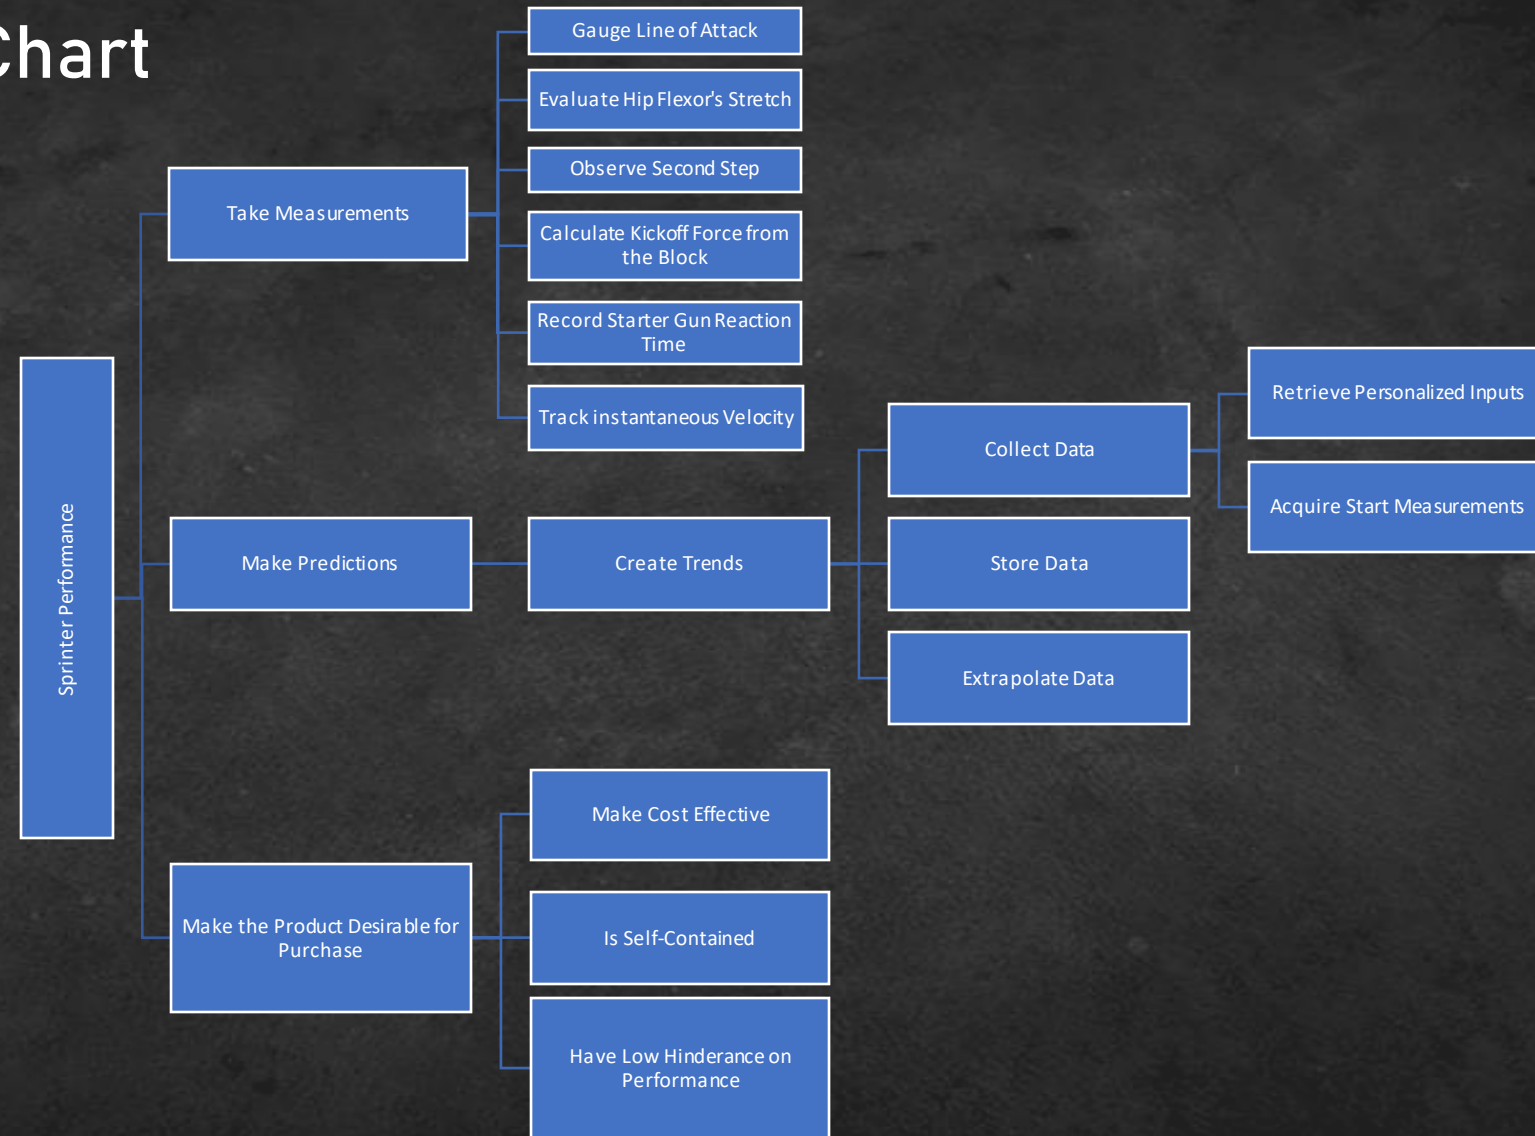 Chart
Gauge Line of Attack
Evaluate Hip Flexor's Stretch
Observe Second Step
Take Measurements
Calculate Kickoff Force from
the Block
Record Starter Gun Reaction
Time
Track instantaneous Velocity
Sprinter Performance
Make Predictions
Create Trends
Collect Data
Retrieve Personalized Inputs
Acquire Start Measurements
Store Data
Extrapolate Data
Make the Product Desirable for
Purchase
Make Cost Effective
Is Self-Contained
Have Low Hinderance on
Performance